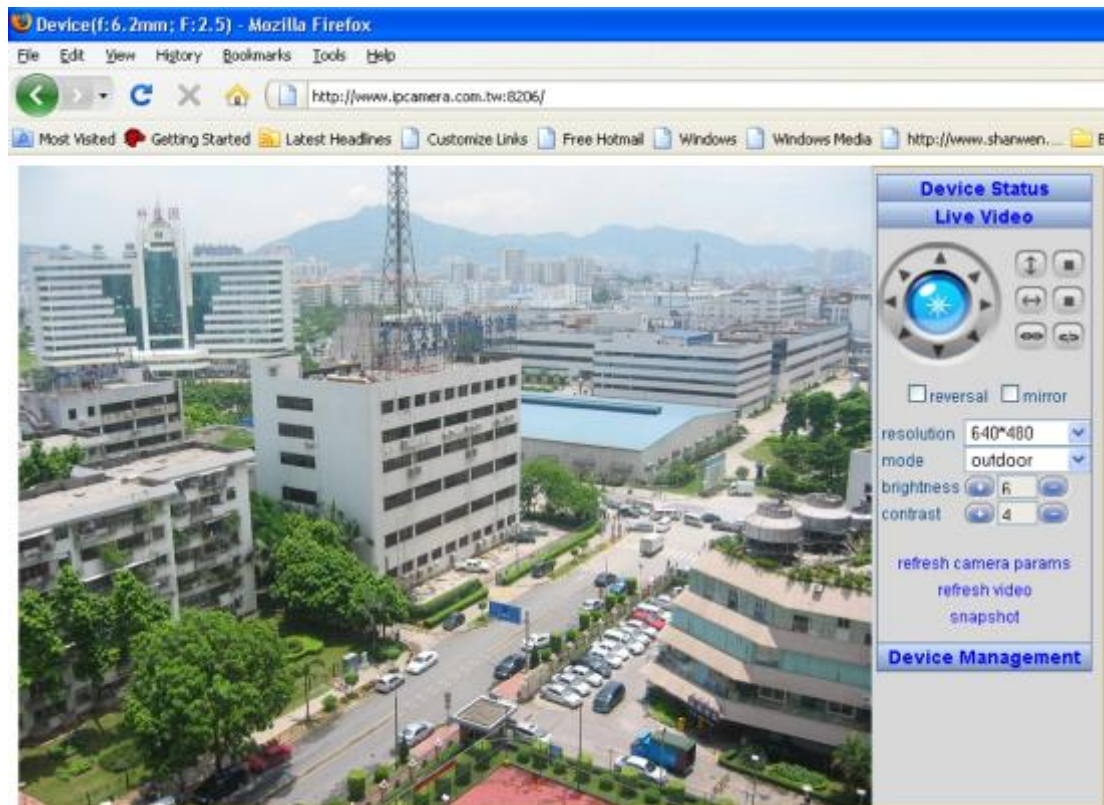 Device(f:6.2mm; F:2.5) - Mozilla Firefox
File Edit View History Bookmarks Tools Help
http://www.ipcamera.com.tw:8206/
Most Visited Getting Started Latest Headlines Customize Links Free Hotmail Windows Windows Media http://www.shanwen....
Device Status
Live Video
reversal mirror
resolution 640*480
mode outdoor
brightness 6
contrast 4
refresh camera params
refresh video
snapshot
Device Management